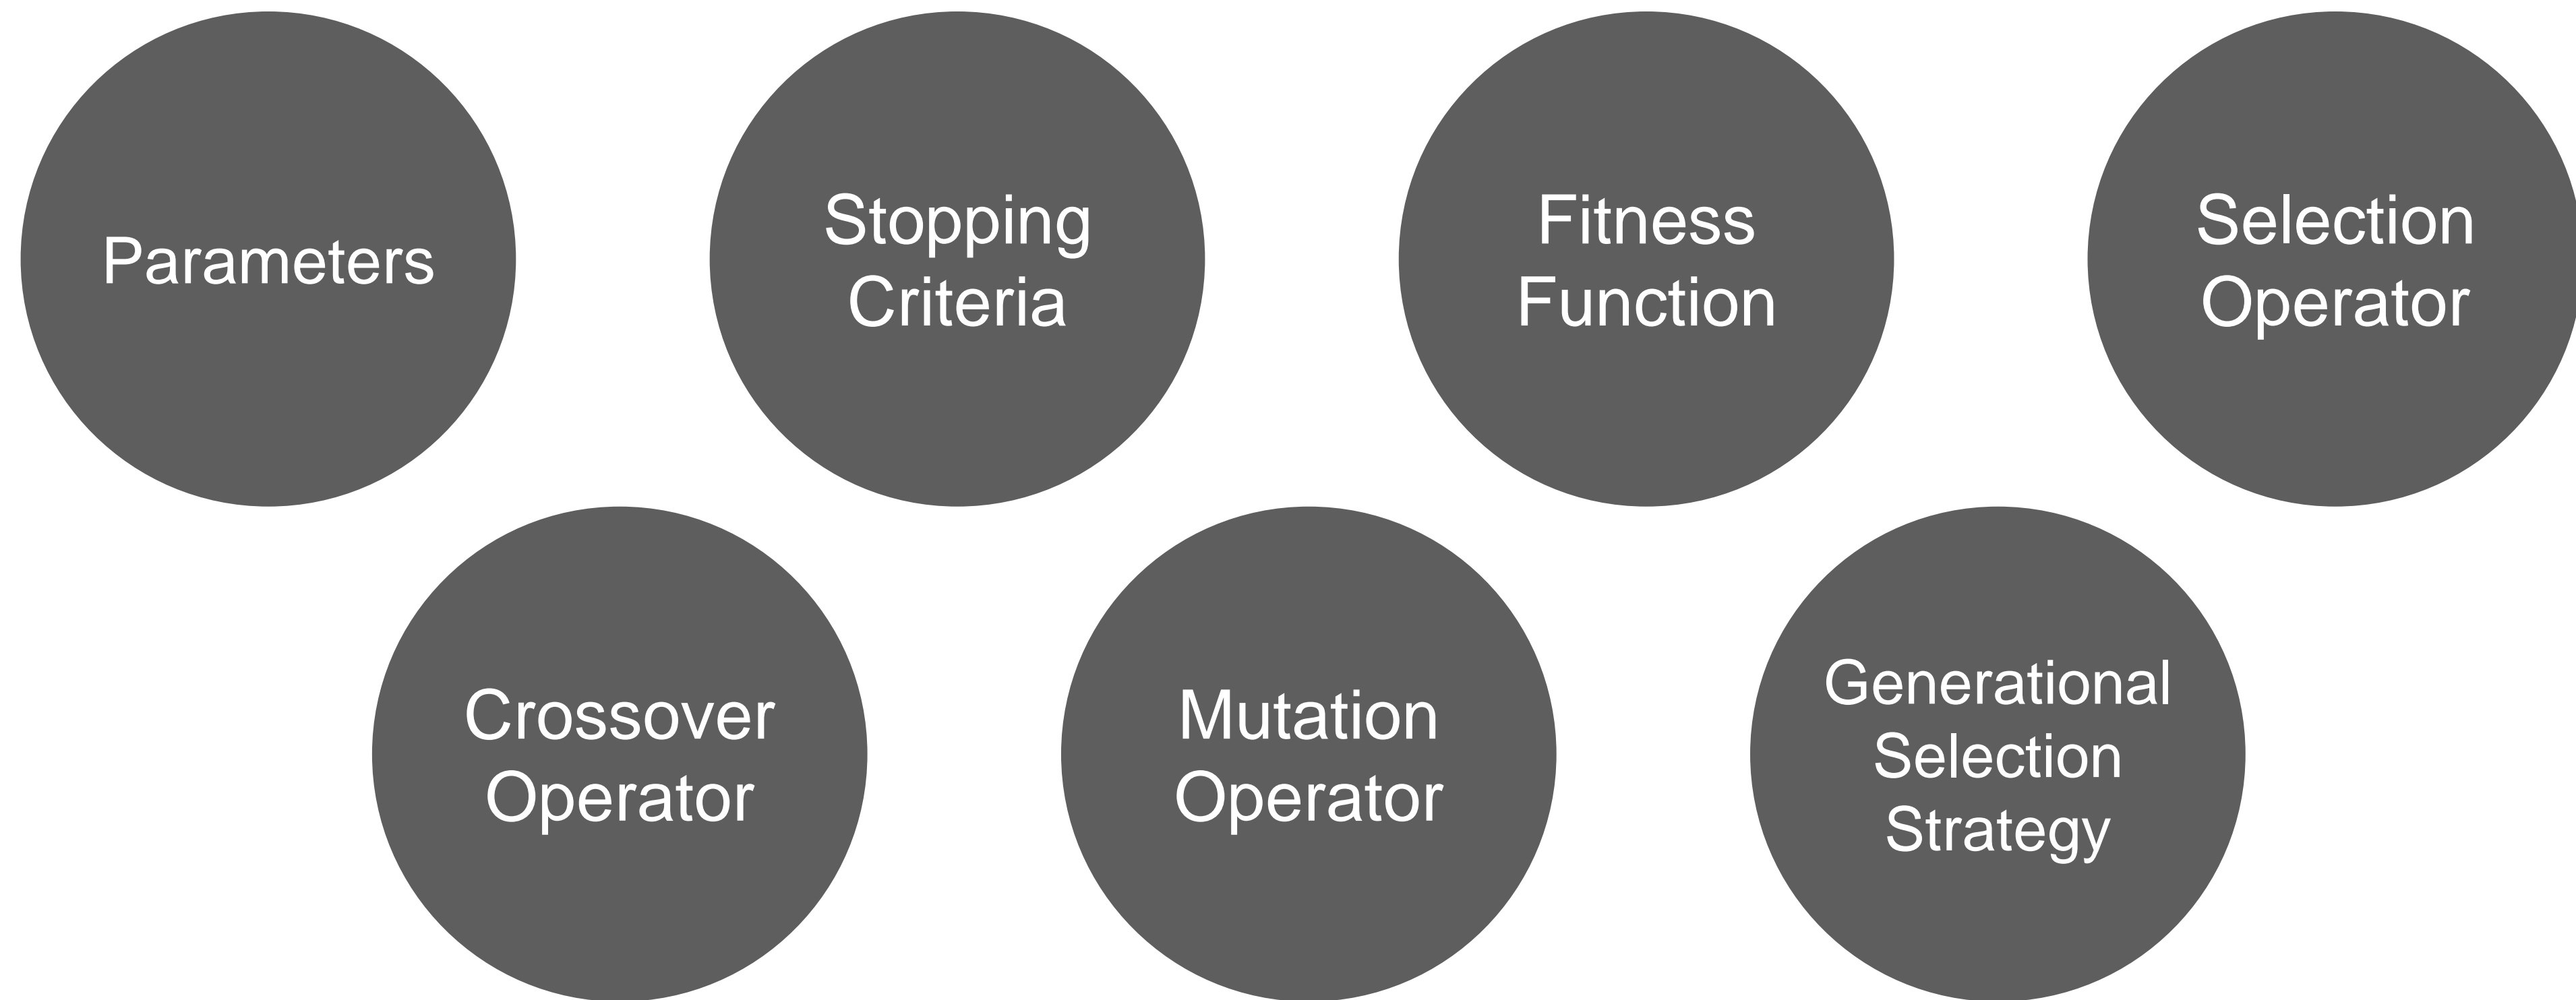 Parameters
Stopping
Criteria
Fitness
Function
Selection
Operator
Crossover
Operator
Mutation
Operator
Generational
Selection
Strategy